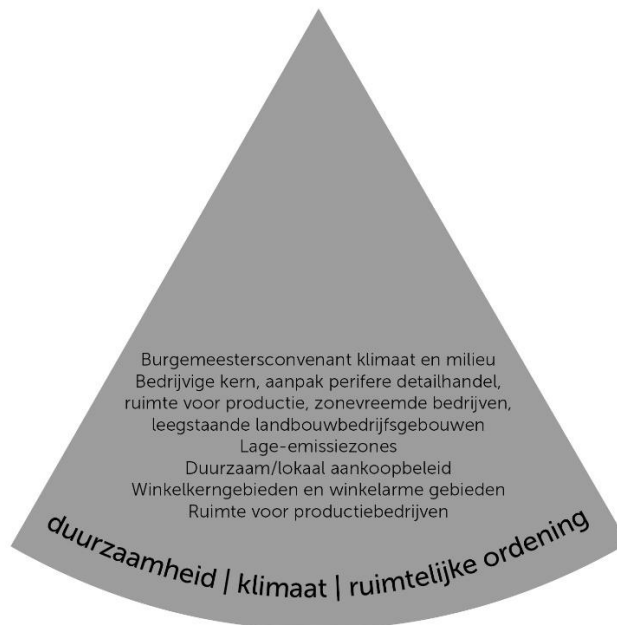 Burgemeestersconvenant klimaat en milieu
Bedrijvige kern, aanpak perifere detailhandel,
ruimte voor productie, zonevreemde bedrijven,
leegstaande landbouwbedrijfsgebouwen
Lage-emissiezones
Duurzaam/lokaal aankoopbeleid
Winkelkerngebieden en winkelarme gebieden
Ruimte voor productiebedrijven
duurzaamheid | klimaat | ruimtelijke ordening